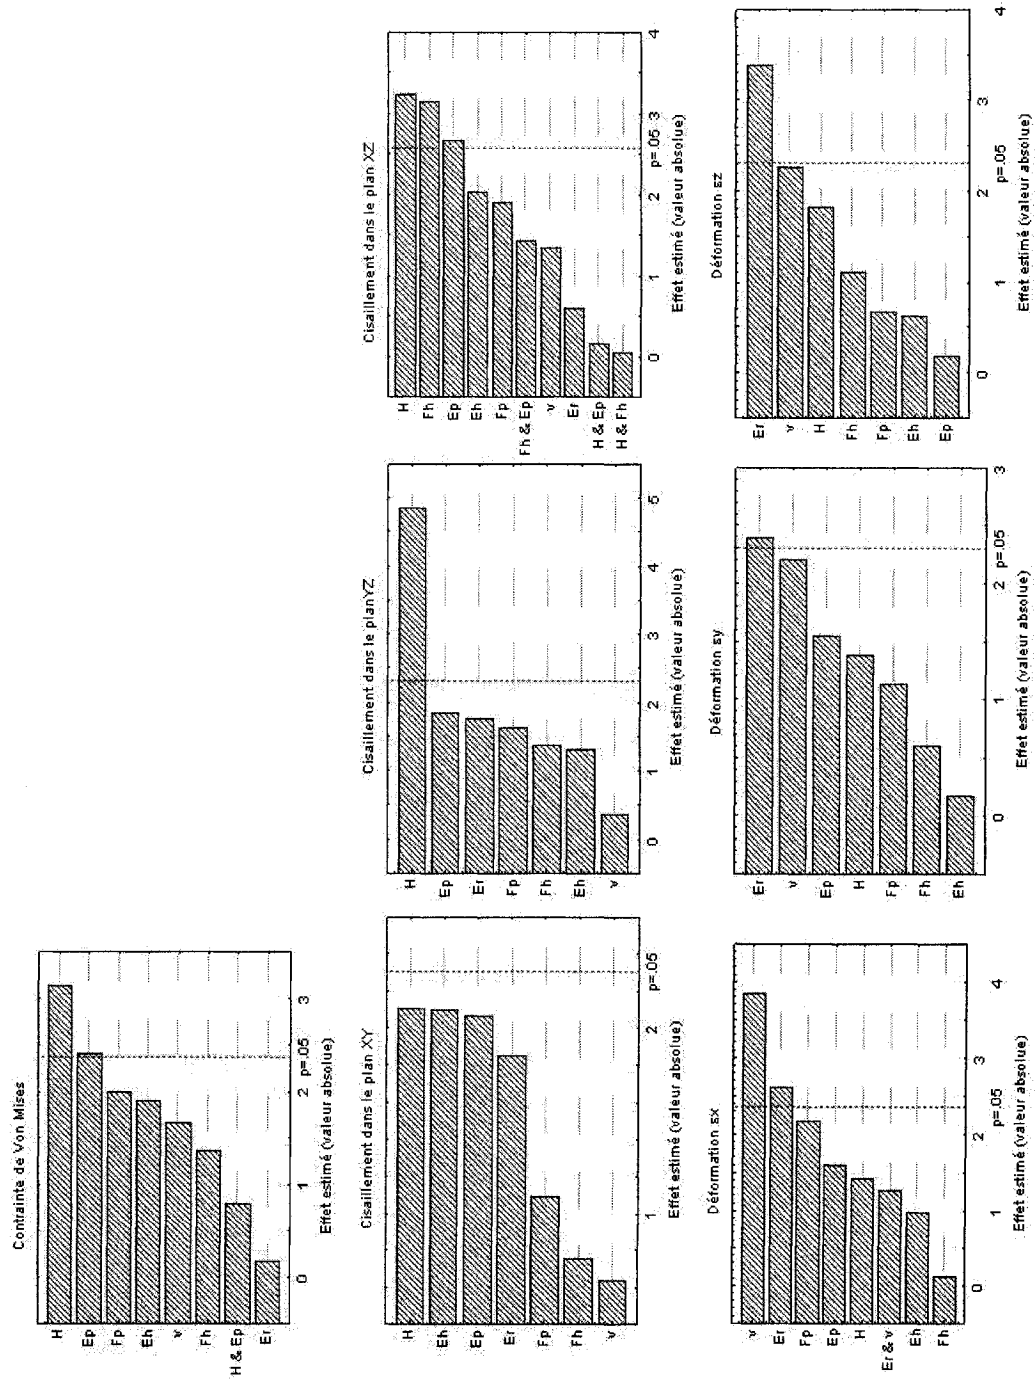 Contrainte de Von Mises
H
Ep
Fp
Eh
v
Fh
H & Ep
Er
0
1
2
p=.05
3
Effet estimé (valeur absolue)
Cisaillement dans le plan XY
H
Eh
Ep
Er
Fp
Fh
v
1
2
p=.05
Effet estimé (valeur absolue)
Cisaillement dans le planYZ
H
Ep
Er
Fp
Fh
Eh
v
0
1
2
3
4
5
Effet estimé (valeur absolue)
Cisaillement dans le plan XZ
H
Fh
Ep
Eh
Fp
Fh & Ep
v
Er
H & Ep
H & Fh
0
1
2
p=.05
3
4
Effet estimé (valeur absolue)
Déformation εx
v
Er
Fp
Ep
H
Er & v
Eh
Fh
0
1
2
p=.05
3
4
Effet estimé (valeur absolue)
Déformation εy
Er
v
Ep
H
Fp
Fh
Eh
0
1
2
p=.05
3
Effet estimé (valeur absolue)
Déformation εz
Er
v
H
Fh
Fp
Eh
Ep
0
1
2
p=.05
3
4
Effet estimé (valeur absolue)